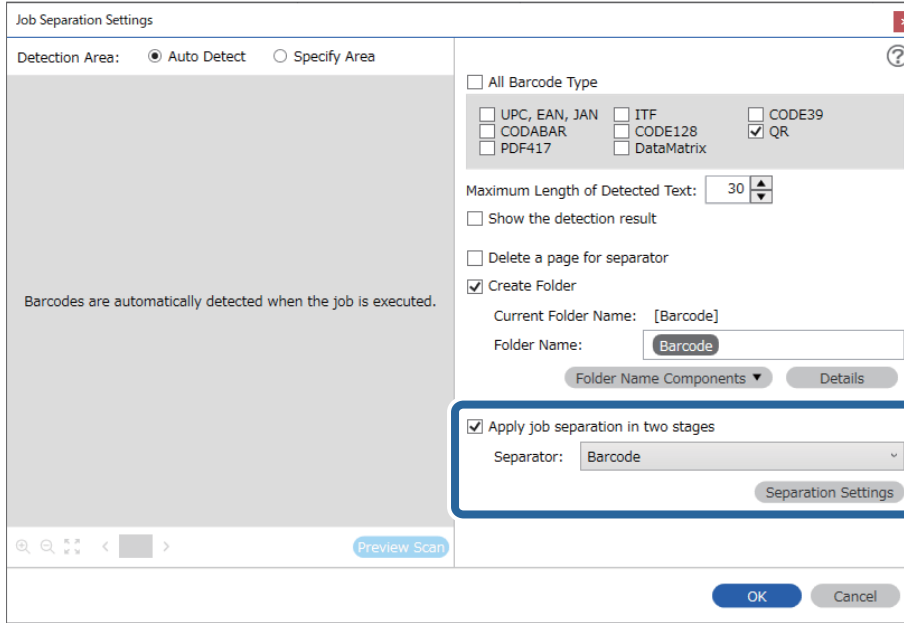 Job Separation Settings
Detection Area: Auto Detect Specify Area
Barcodes are automatically detected when the job is executed.
Preview Scan
All Barcode Type
UPC, EAN, JAN ITF CODE39
CODABAR CODE128 QR
PDF417 DataMatrix
Maximum Length of Detected Text: 30
Show the detection result
Delete a page for separator
Create Folder
Current Folder Name: [Barcode]
Folder Name: Barcode
Folder Name Components Details
Apply job separation in two stages
Separator: Barcode
Separation Settings
OK Cancel